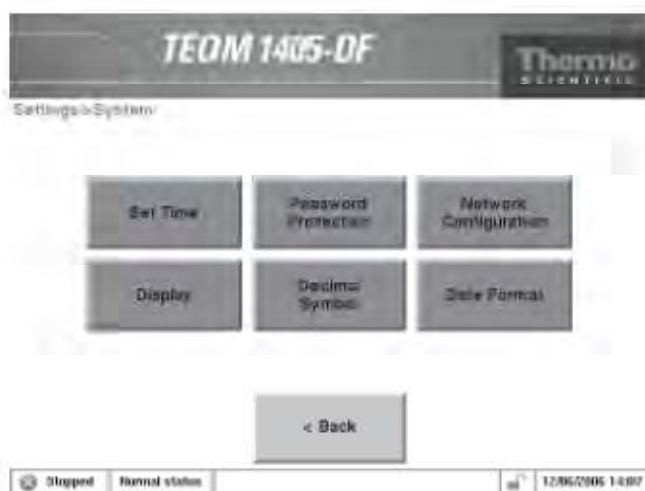 TEOM 1405-DF
Thermo
SCIENTIFIC
Settings>System
Set Time
Password
Protection
Network
Configuration
Display
Decimal
Symbol
Date Format
< Back
Stopped
Normal status
12/06/2006 14:07